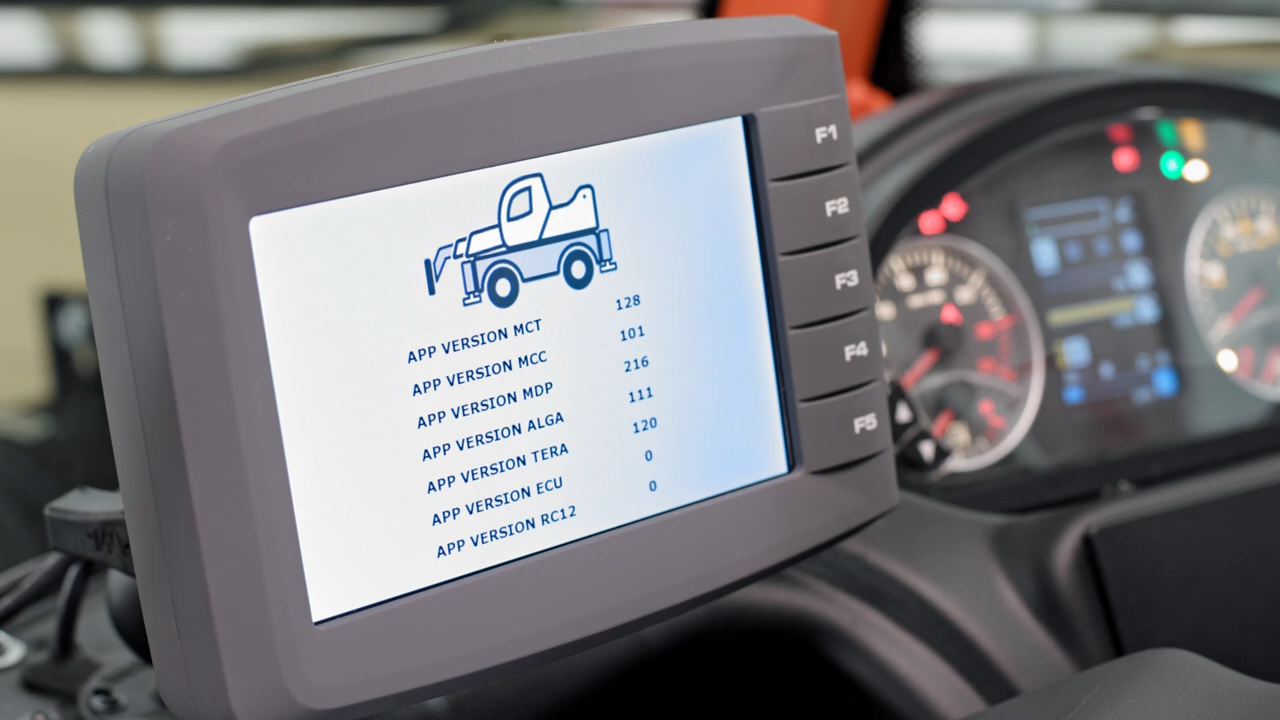 APP VERSION MCT 128
APP VERSION MCC 101
APP VERSION MDP 216
APP VERSION ALGA 111
APP VERSION TERA 120
APP VERSION ECU 0
APP VERSION RC12 0
F1
F2
F3
F4
F5